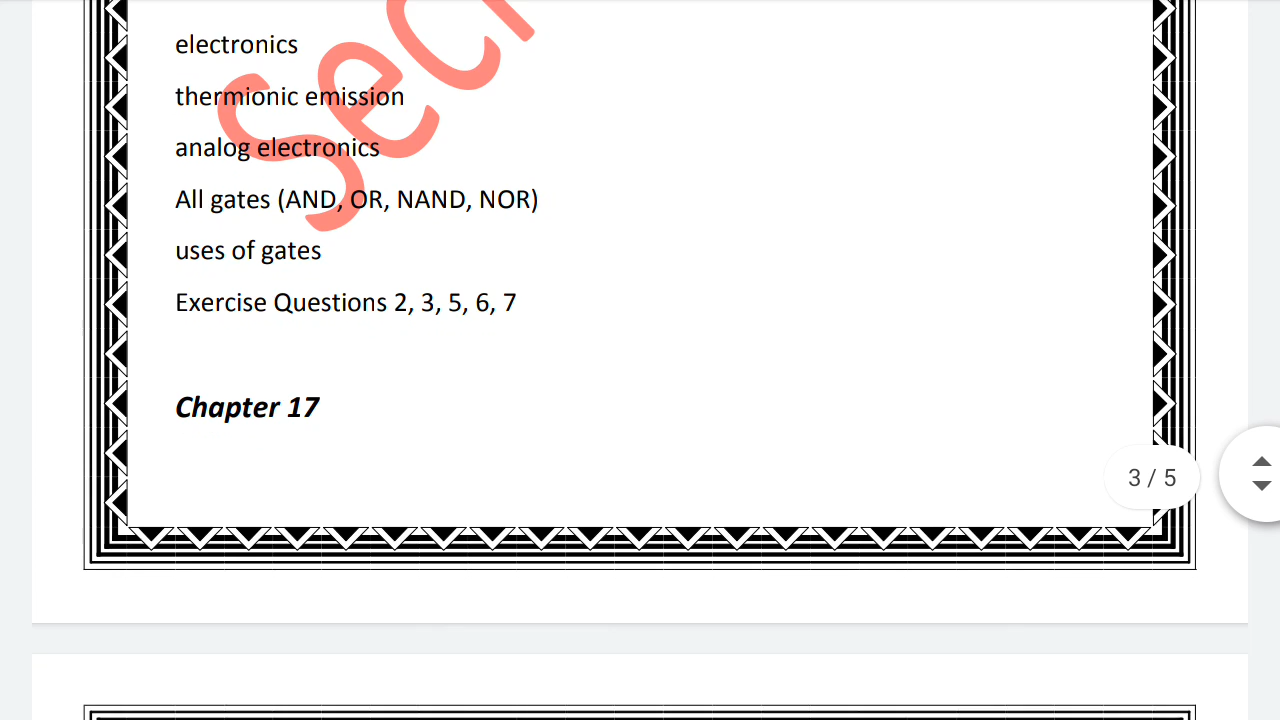 electronics
thermionic emission
analog electronics
All gates (AND, OR, NAND, NOR)
uses of gates
Exercise Questions 2, 3, 5, 6, 7
Chapter 17
3 / 5